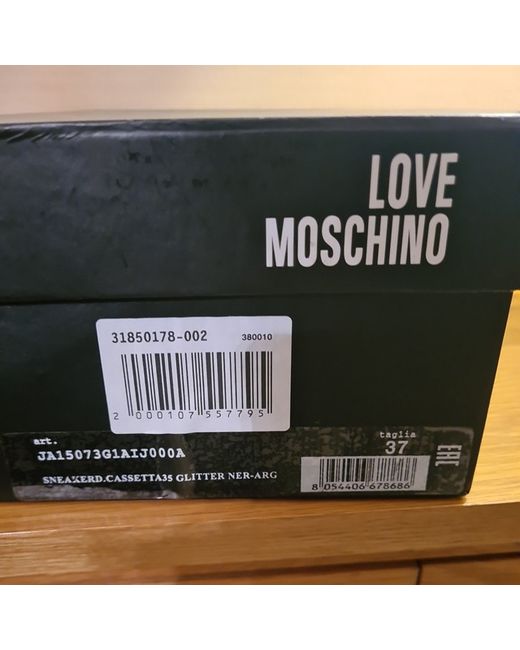 LOVE
MOSCHINO
31850178-002 380010
2 000107 557795
art. taglia
JA15073G1AIJ000A 37
SNEAKERD.CASSETTA35 GLITTER NER-ARG
8 054406 678686
EAC